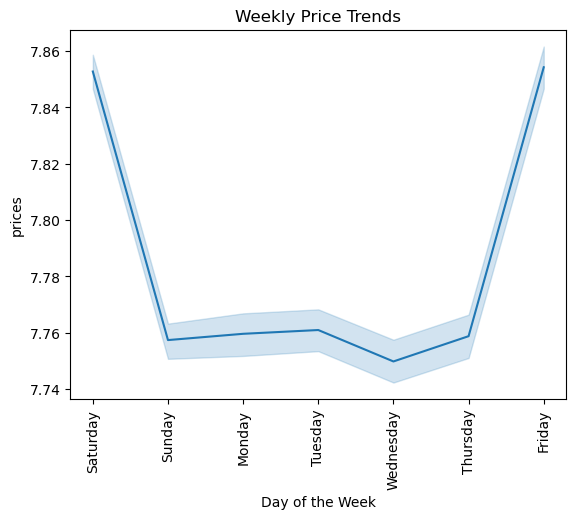 Weekly Price Trends
prices
7.86
7.84
7.82
7.80
7.78
7.76
7.74
Saturday
Sunday
Monday
Tuesday
Wednesday
Thursday
Friday
Day of the Week